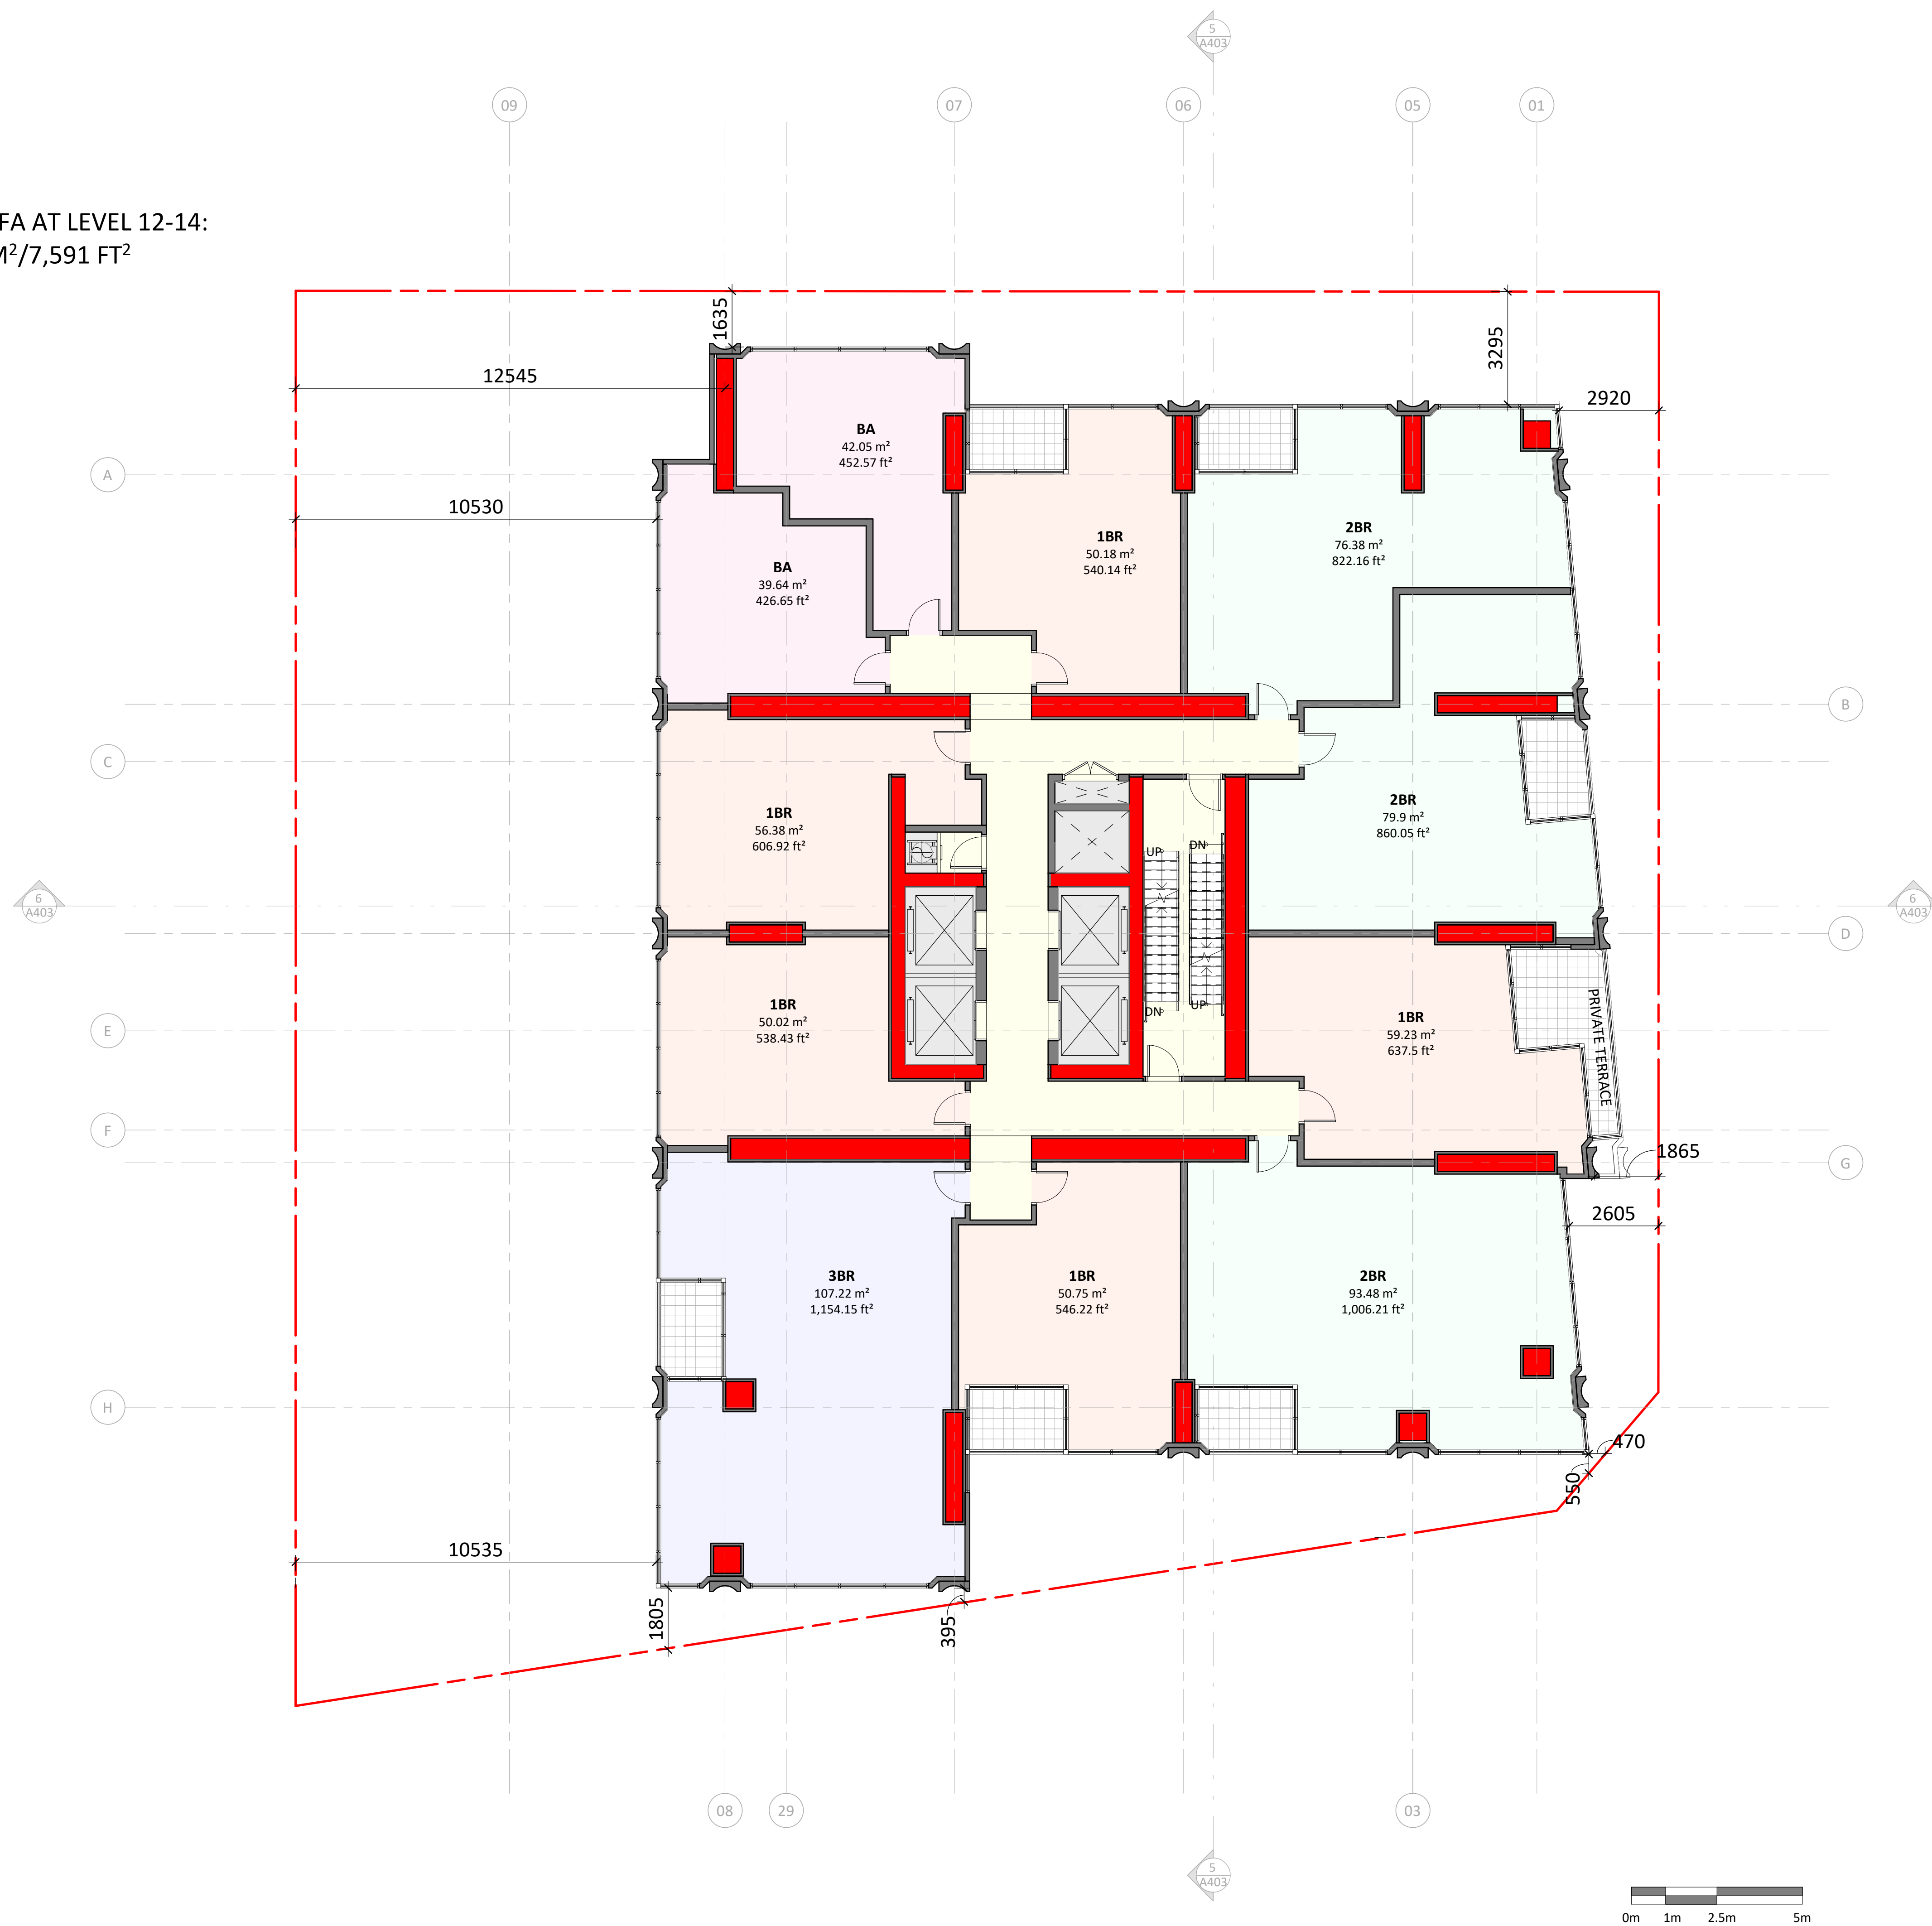 5
A403
09
07
06
05
01
FA AT LEVEL 12-14:
M²/7,591 FT²
1635
3295
12545
2920
BA
42.05 m²
452.57 ft²
A
10530
1BR
50.18 m²
540.14 ft²
2BR
76.38 m²
822.16 ft²
BA
39.64 m²
426.65 ft²
B
C
1BR
56.38 m²
606.92 ft²
2BR
79.9 m²
860.05 ft²
UP
DN
6
A403
6
A403
D
1BR
50.02 m²
538.43 ft²
DN
UP
1BR
59.23 m²
637.5 ft²
PRIVATE TERRACE
E
F
G
1865
2605
3BR
107.22 m²
1,154.15 ft²
1BR
50.75 m²
546.22 ft²
2BR
93.48 m²
1,006.21 ft²
H
470
550
10535
1805
395
08
29
03
5
A403
0m 1m 2.5m 5m